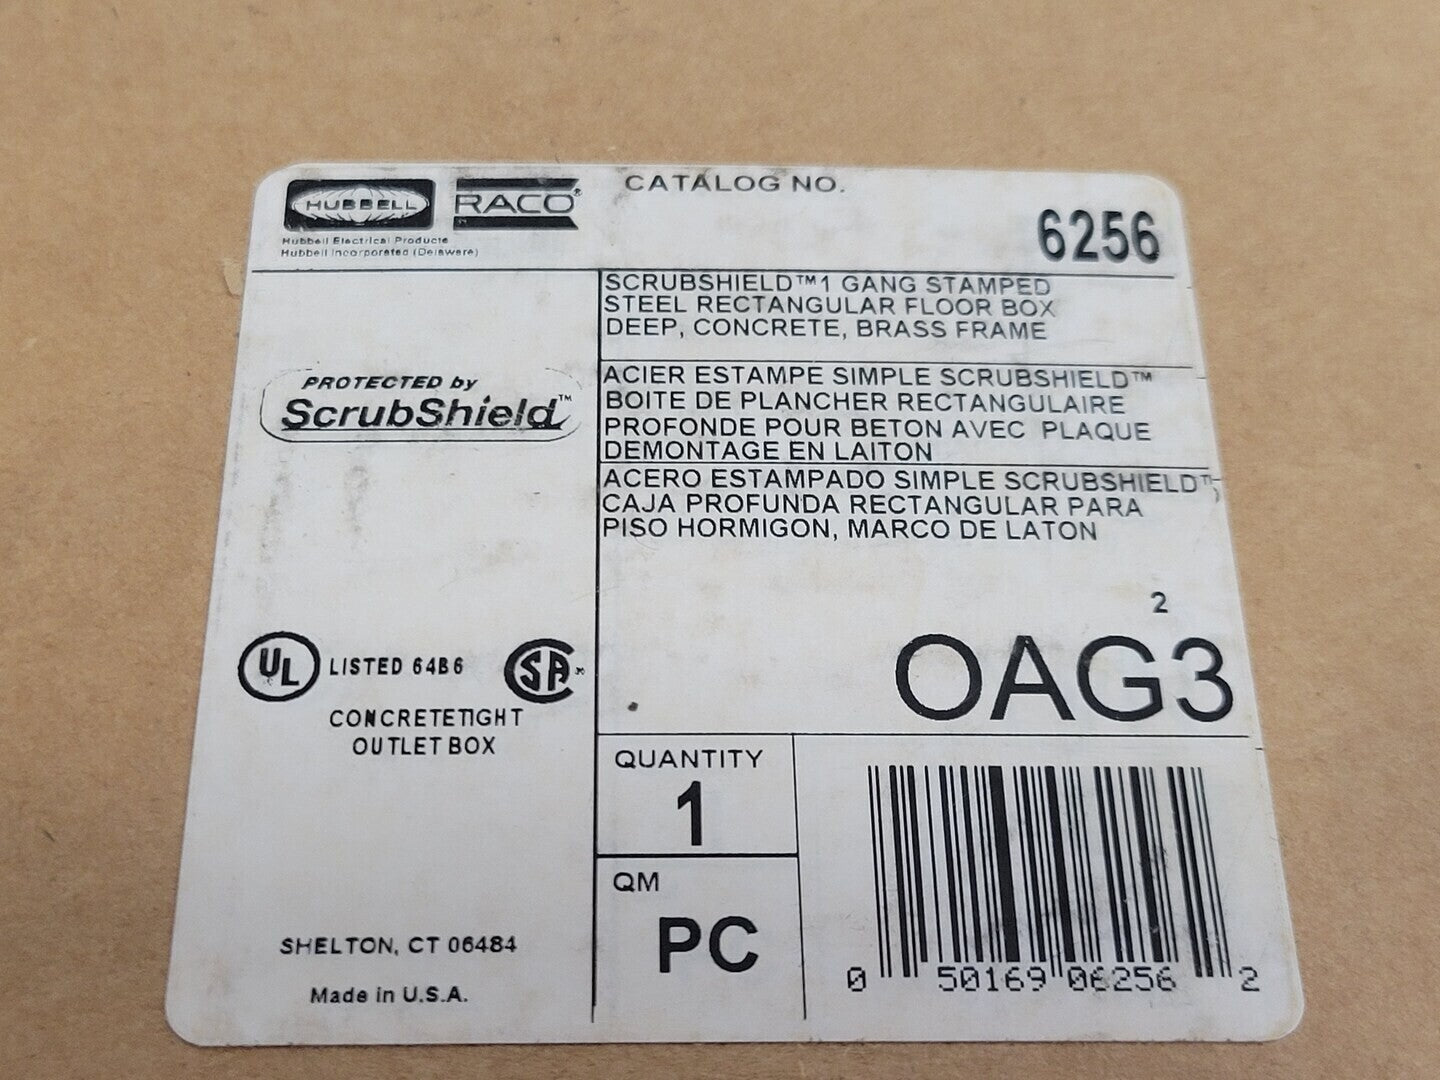 HUBBELL
RACO®
Hubbell Electrical Products
Hubbell Incorporated (Delaware)
CATALOG NO.
6256
SCRUBSHIELD™1 GANG STAMPED
STEEL RECTANGULAR FLOOR BOX
DEEP, CONCRETE, BRASS FRAME
ACIER ESTAMPE SIMPLE SCRUBSHIELD™
BOITE DE PLANCHER RECTANGULAIRE
PROFONDE POUR BETON AVEC PLAQUE
DEMONTAGE EN LAITON
ACERO ESTAMPADO SIMPLE SCRUBSHIELD™,
CAJA PROFUNDA RECTANGULAR PARA
PISO HORMIGON, MARCO DE LATON
PROTECTED by
ScrubShield™
UL LISTED 64B6
SA
CONCRETETIGHT
OUTLET BOX
2
OAG3
QUANTITY
1
QM
PC
SHELTON, CT 06484
Made in U.S.A.
0 50169 06256 2